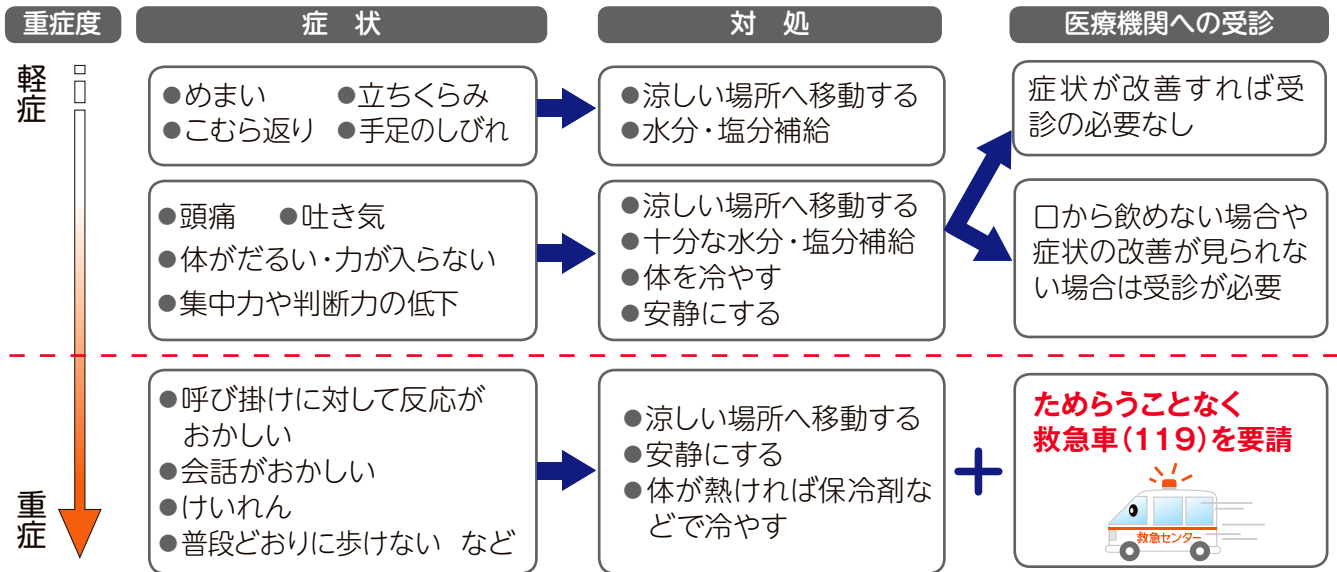 重症度
症 状
対 処
医療機関への受診
軽症
●めまい ●立ちくらみ
●こむら返り ●手足のしびれ
●涼しい場所へ移動する
●水分・塩分補給
症状が改善すれば受
診の必要なし
●頭痛 ●吐き気
●体がだるい・力が入らない
●集中力や判断力の低下
●涼しい場所へ移動する
●十分な水分・塩分補給
●体を冷やす
●安静にする
口から飲めない場合や
症状の改善が見られな
い場合は受診が必要
重症
●呼び掛けに対して反応が
おかしい
●会話がおかしい
●けいれん
●普段どおりに歩けない など
●涼しい場所へ移動する
●安静にする
●体が熱ければ保冷剤な
どで冷やす
＋
ためらうことなく
救急車（119）を要請
救急センター